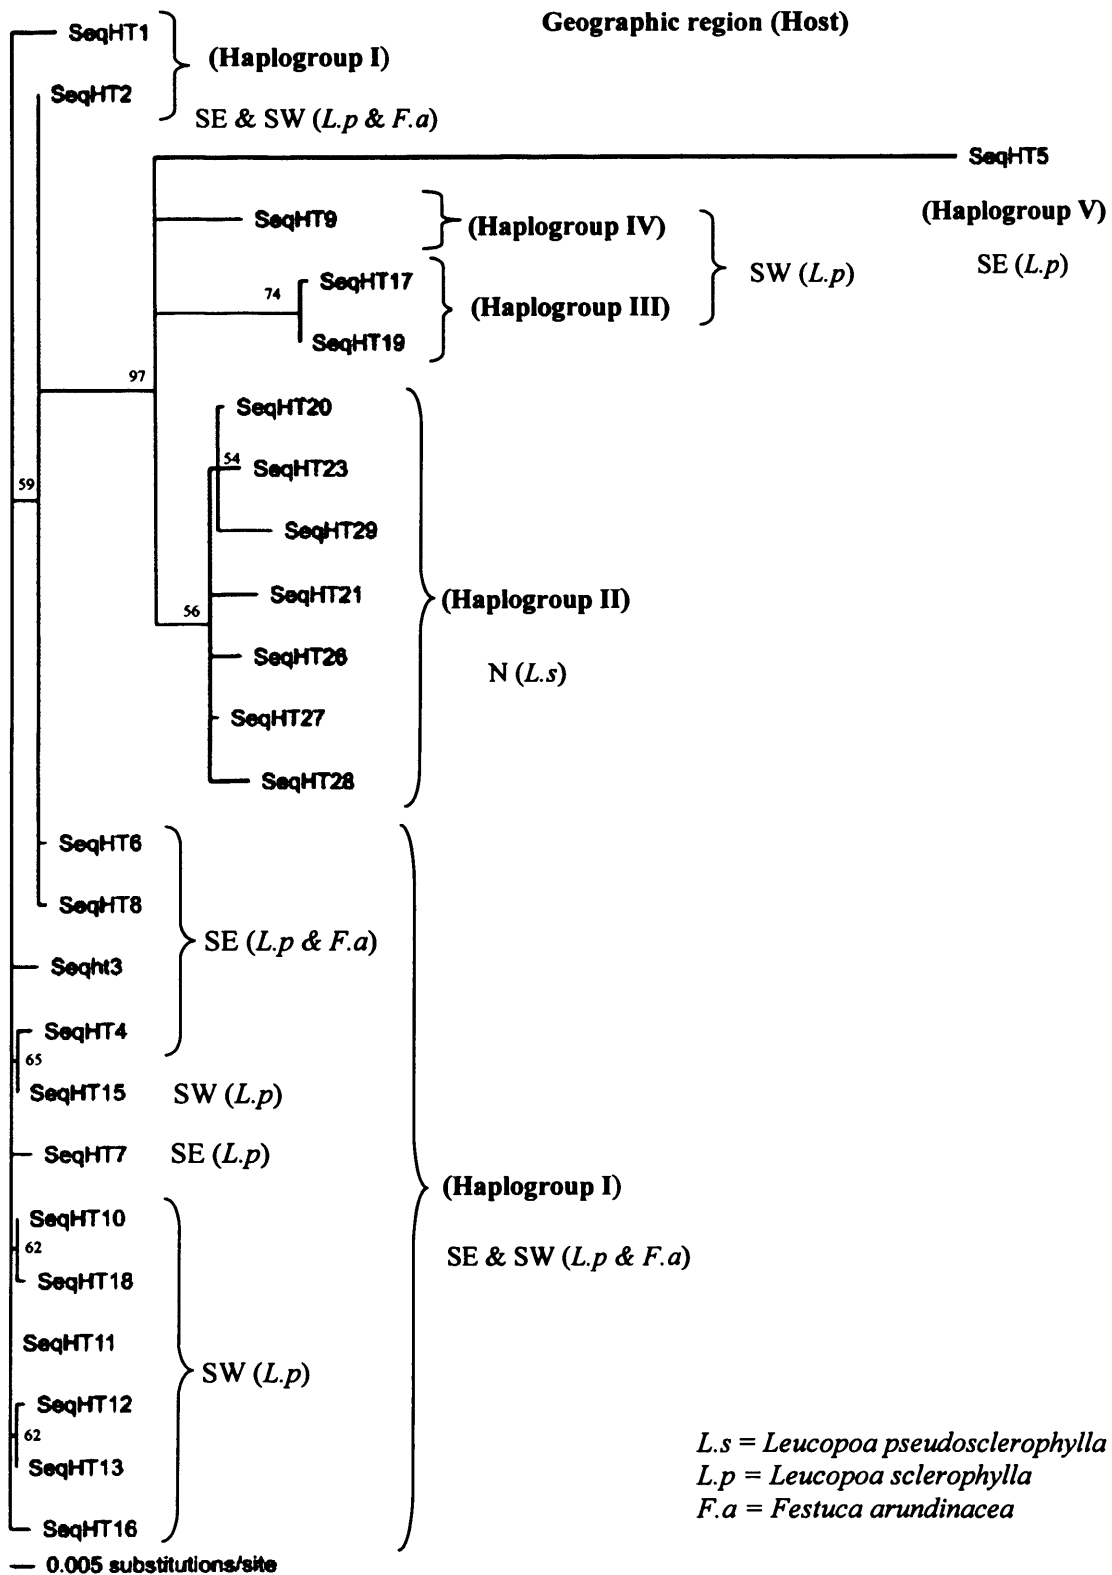 Geographic region (Host)
SeqHT1
(Haplogroup I)
SeqHT2
SE & SW (L.p & F.a)
SeqHT5
(Haplogroup V)
SE (L.p)
SeqHT9
(Haplogroup IV)
SW (L.p)
74
SeqHT17
(Haplogroup III)
SeqHT19
97
SeqHT20
54
SeqHT23
59
SeqHT29
SeqHT21
(Haplogroup II)
56
SeqHT26
N (L.s)
SeqHT27
SeqHT28
SeqHT6
SeqHT8
SE (L.p & F.a)
Seqht3
SeqHT4
65
SeqHT15
SW (L.p)
SeqHT7
SE (L.p)
(Haplogroup I)
SeqHT10
62
SE & SW (L.p & F.a)
SeqHT18
SeqHT11
SW (L.p)
SeqHT12
62
SeqHT13
SeqHT16
L.s = Leucopoa pseudosclerophylla
L.p = Leucopoa sclerophylla
F.a = Festuca arundinacea
0.005 substitutions/site